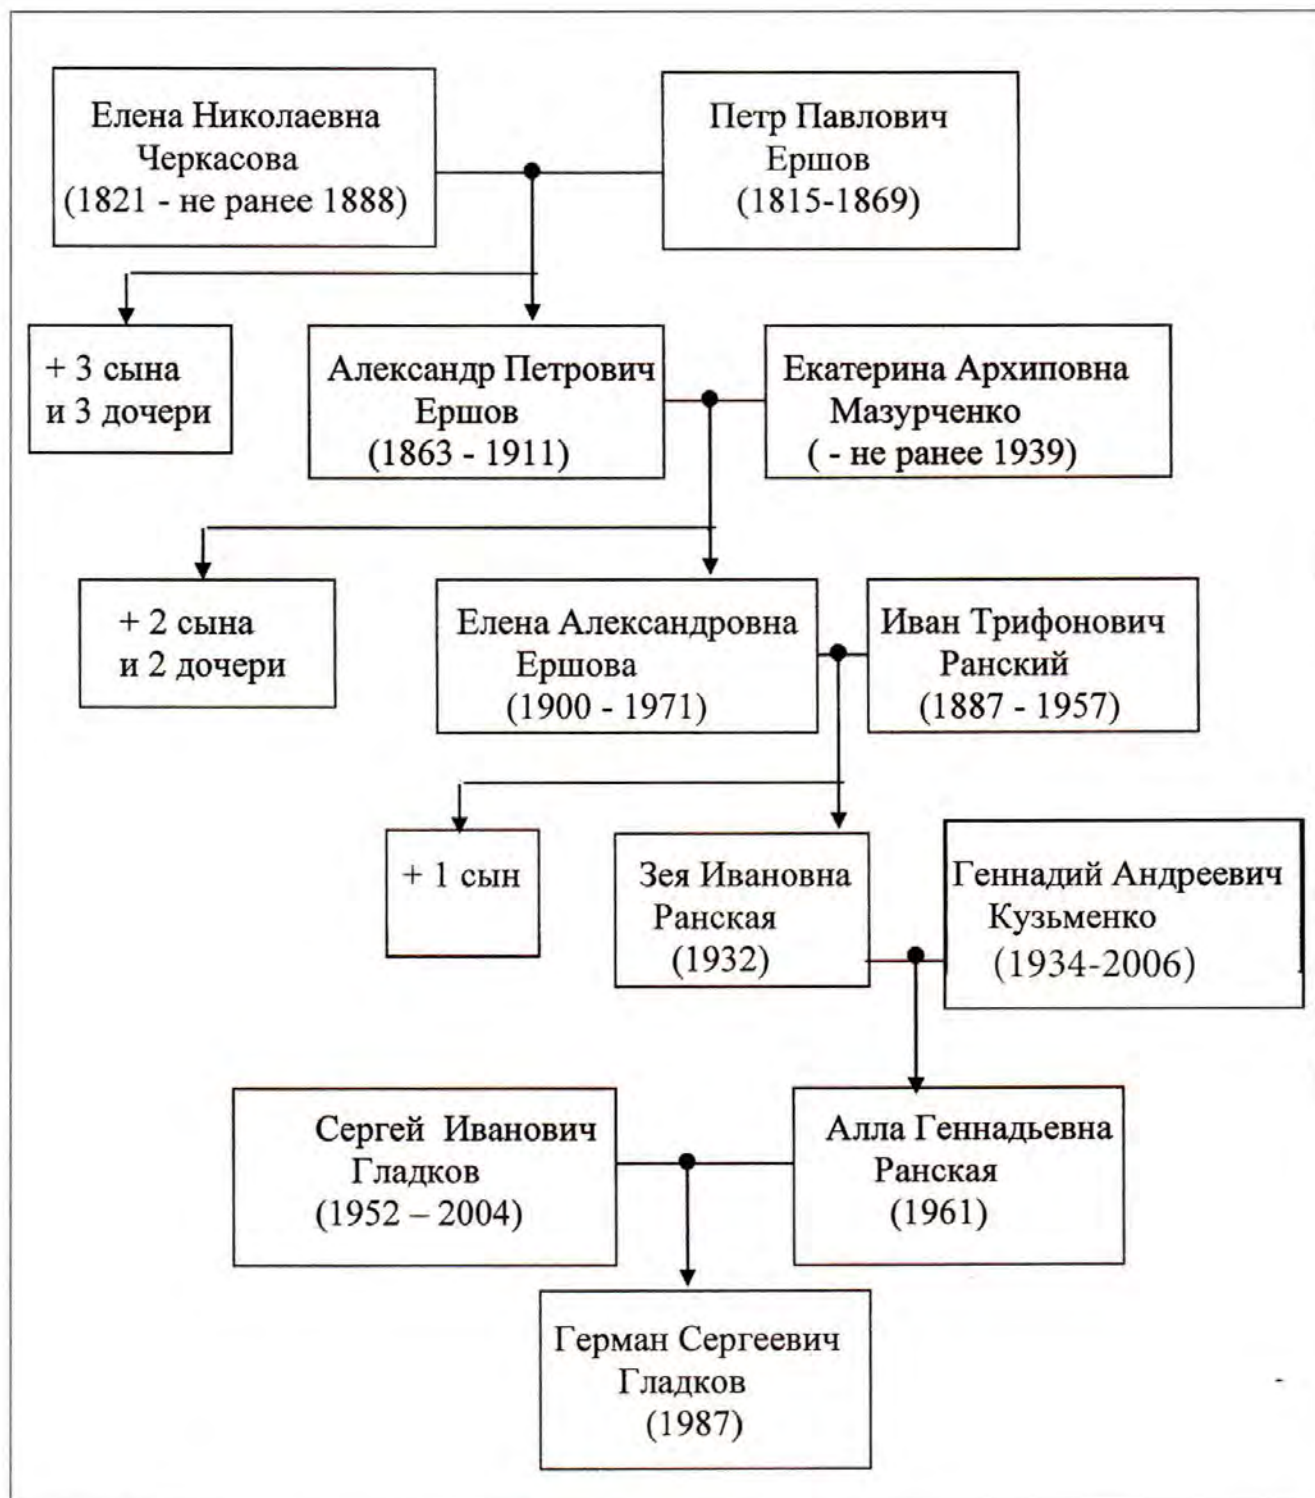 Елена Николаевна
Черкасова
(1821 - не ранее 1888)
Петр Павлович
Ершов
(1815-1869)
+ 3 сына
и 3 дочери
Александр Петрович
Ершов
(1863 - 1911)
Екатерина Архиповна
Мазурченко
( - не ранее 1939)
+ 2 сына
и 2 дочери
Елена Александровна
Ершова
(1900 - 1971)
Иван Трифонович
Ранский
(1887 - 1957)
+ 1 сын
Зея Ивановна
Ранская
(1932)
Геннадий Андреевич
Кузьменко
(1934-2006)
Сергей Иванович
Гладков
(1952 – 2004)
Алла Геннадьевна
Ранская
(1961)
Герман Сергеевич
Гладков
(1987)